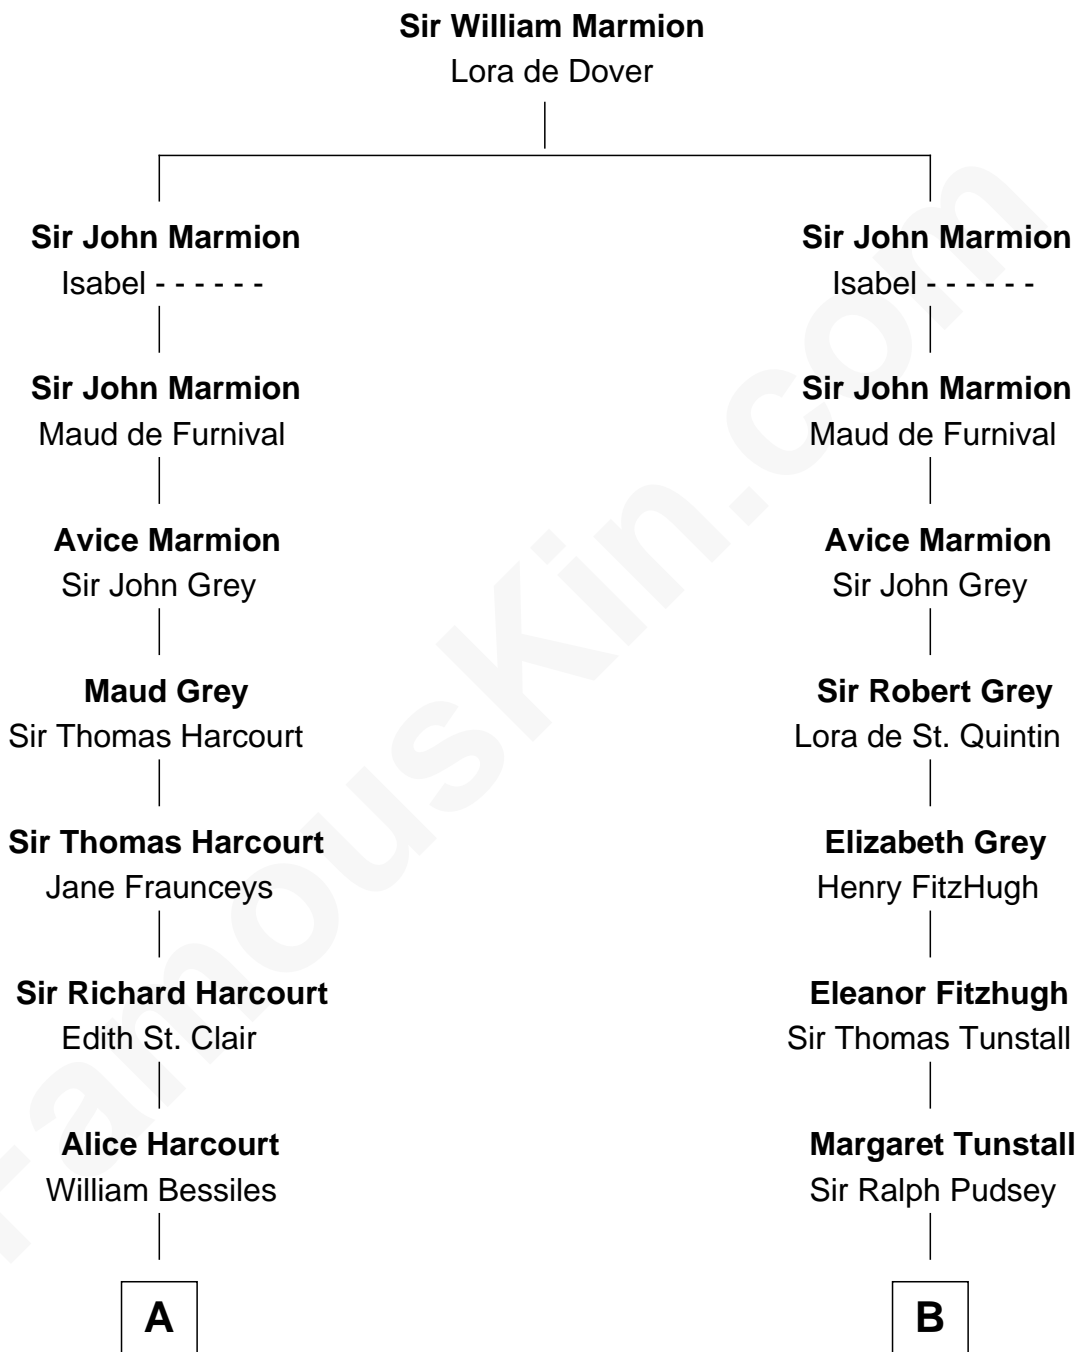 Sir William Marmion
Lora de Dover
Sir John Marmion
Isabel - - - - - -
Sir John Marmion
Maud de Furnival
Avice Marmion
Sir John Grey
Maud Grey
Sir Thomas Harcourt
Sir Thomas Harcourt
Jane Fraunceys
Sir Richard Harcourt
Edith St. Clair
Alice Harcourt
William Bessiles
A
Sir John Marmion
Isabel - - - - - -
Sir John Marmion
Maud de Furnival
Avice Marmion
Sir John Grey
Sir Robert Grey
Lora de St. Quintin
Elizabeth Grey
Henry FitzHugh
Eleanor Fitzhugh
Sir Thomas Tunstall
Margaret Tunstall
Sir Ralph Pudsey
B
FamousKin.com